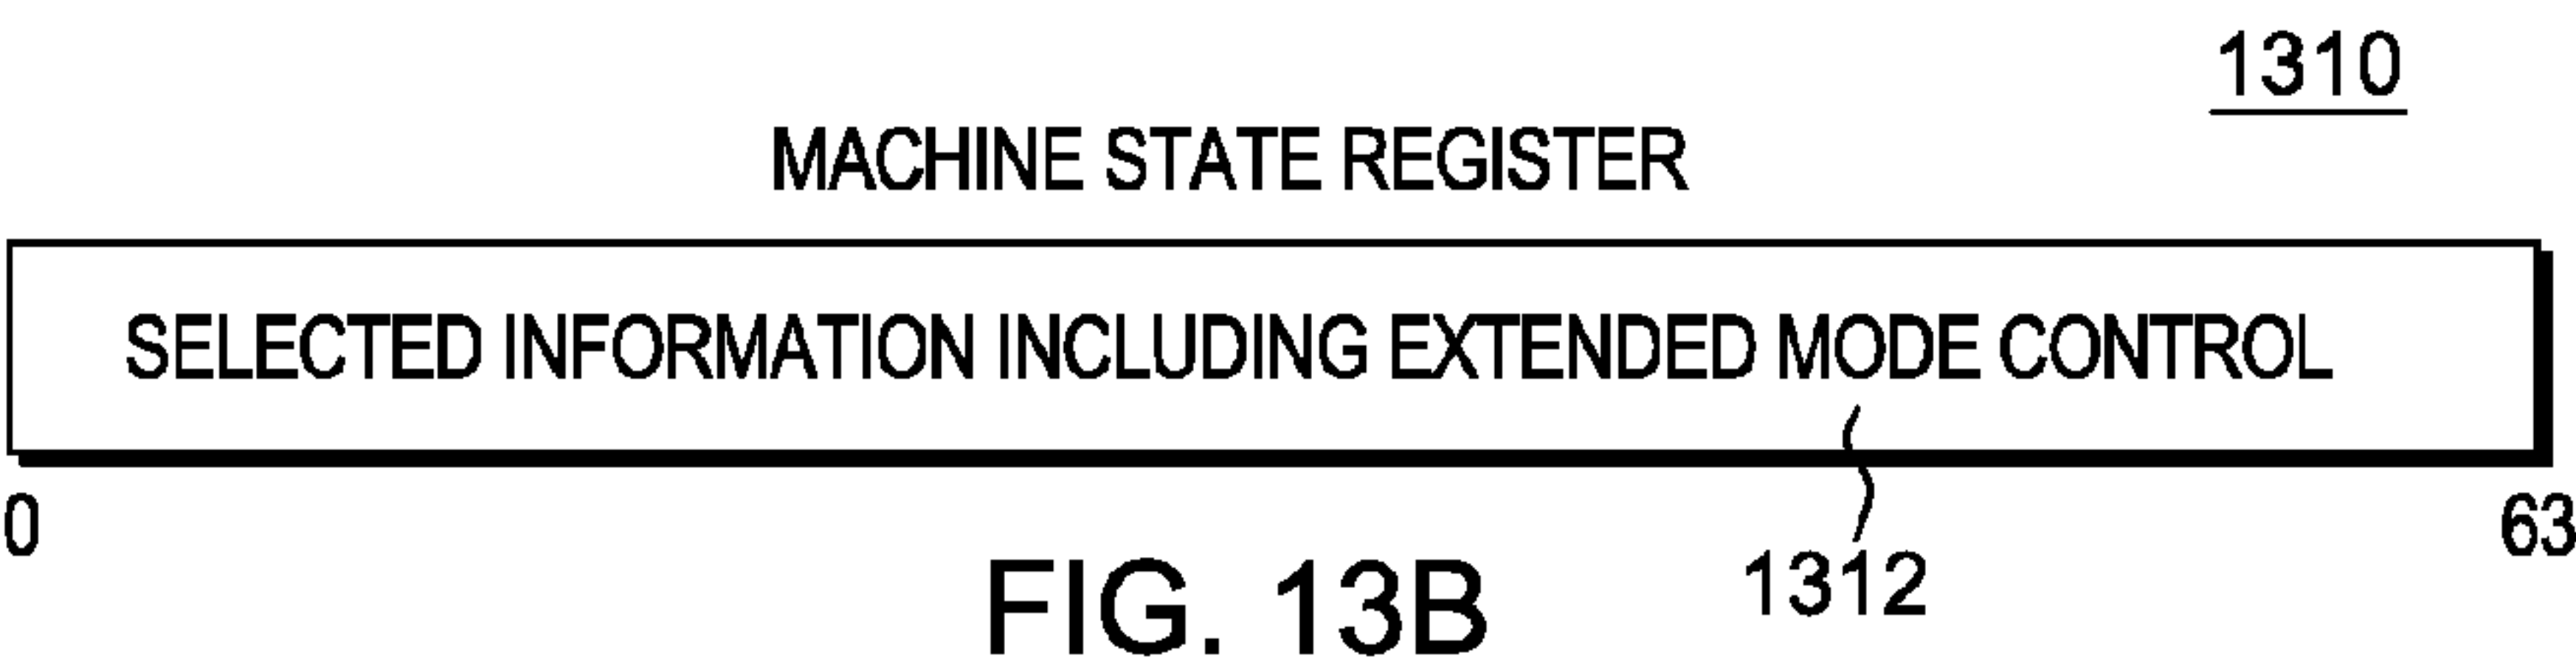 1310
MACHINE STATE REGISTER
SELECTED INFORMATION INCLUDING EXTENDED MODE CONTROL
0 63
1312
FIG. 13B